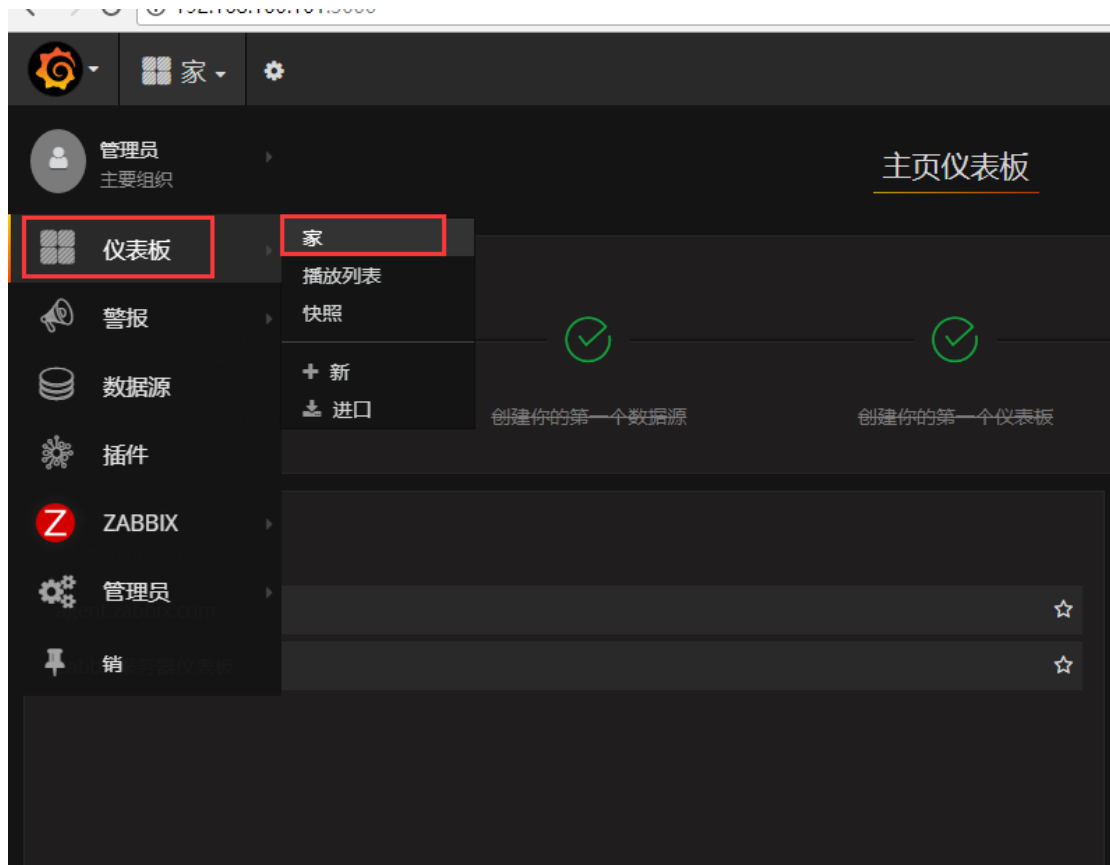 家
管理员
主要组织
主页仪表板
仪表板
家
播放列表
快照
警报
新
进口
数据源
创建你的第一个数据源
创建你的第一个仪表板
插件
Z ZABBIX
管理员
销